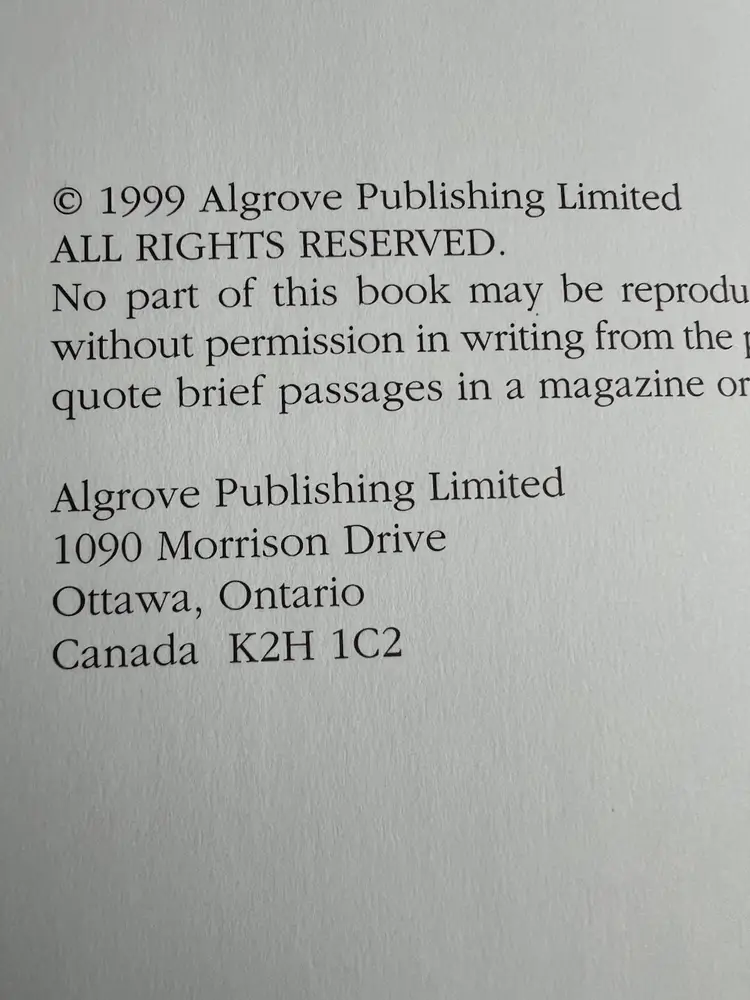 © 1999 Algrove Publishing Limited
ALL RIGHTS RESERVED.
No part of this book may be
without permission in writing from the
quote brief passages in a magazine or

Algrove Publishing Limited
1090 Morrison Drive
Ottawa, Ontario
Canada K2H 1C2